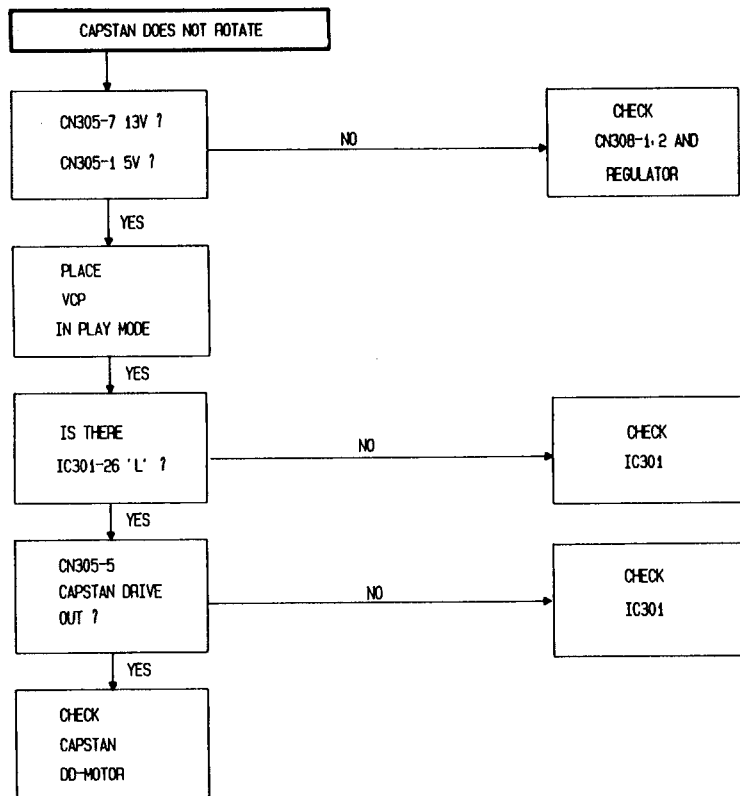 CAPSTAN DOES NOT ROTATE
CN305-7 13V ?
CN305-1 5V ?
NO
CHECK
CN308-1,2 AND
REGULATOR
YES
PLACE
VCP
IN PLAY MODE
YES
IS THERE
IC301-26 'L' ?
NO
CHECK
IC301
YES
CN305-5
CAPSTAN DRIVE
OUT ?
NO
CHECK
IC301
YES
CHECK
CAPSTAN
DD-MOTOR